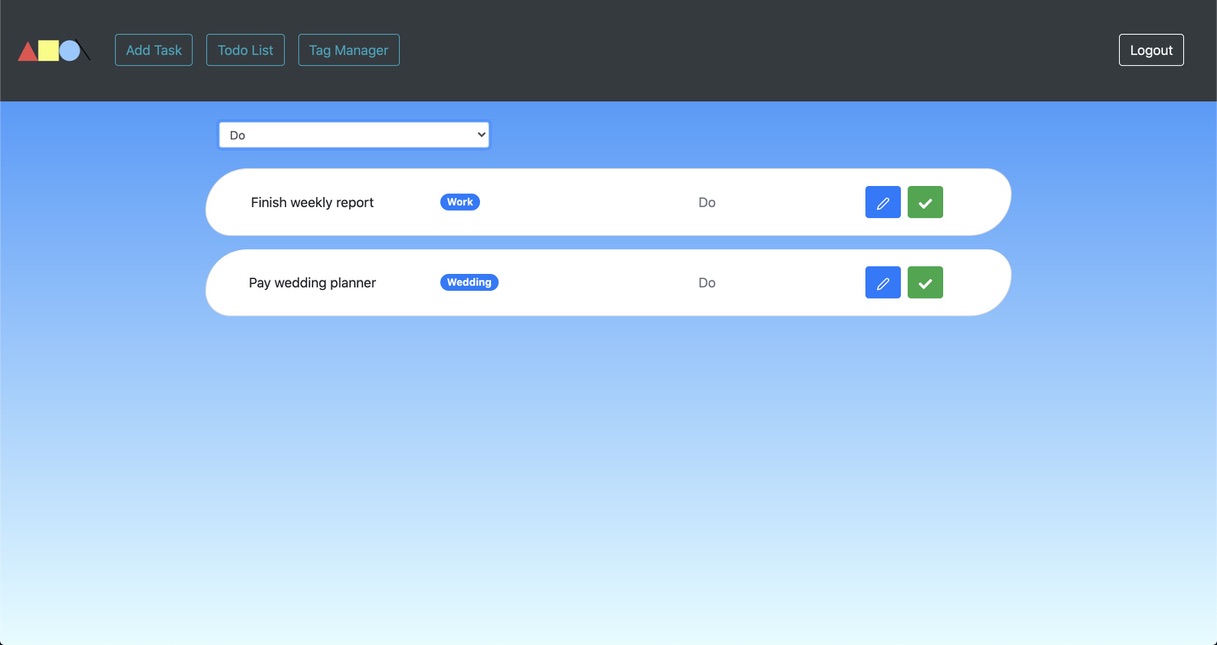 Add Task Todo List Tag Manager Logout
Do
Finish weekly report Work Do
Pay wedding planner Wedding Do